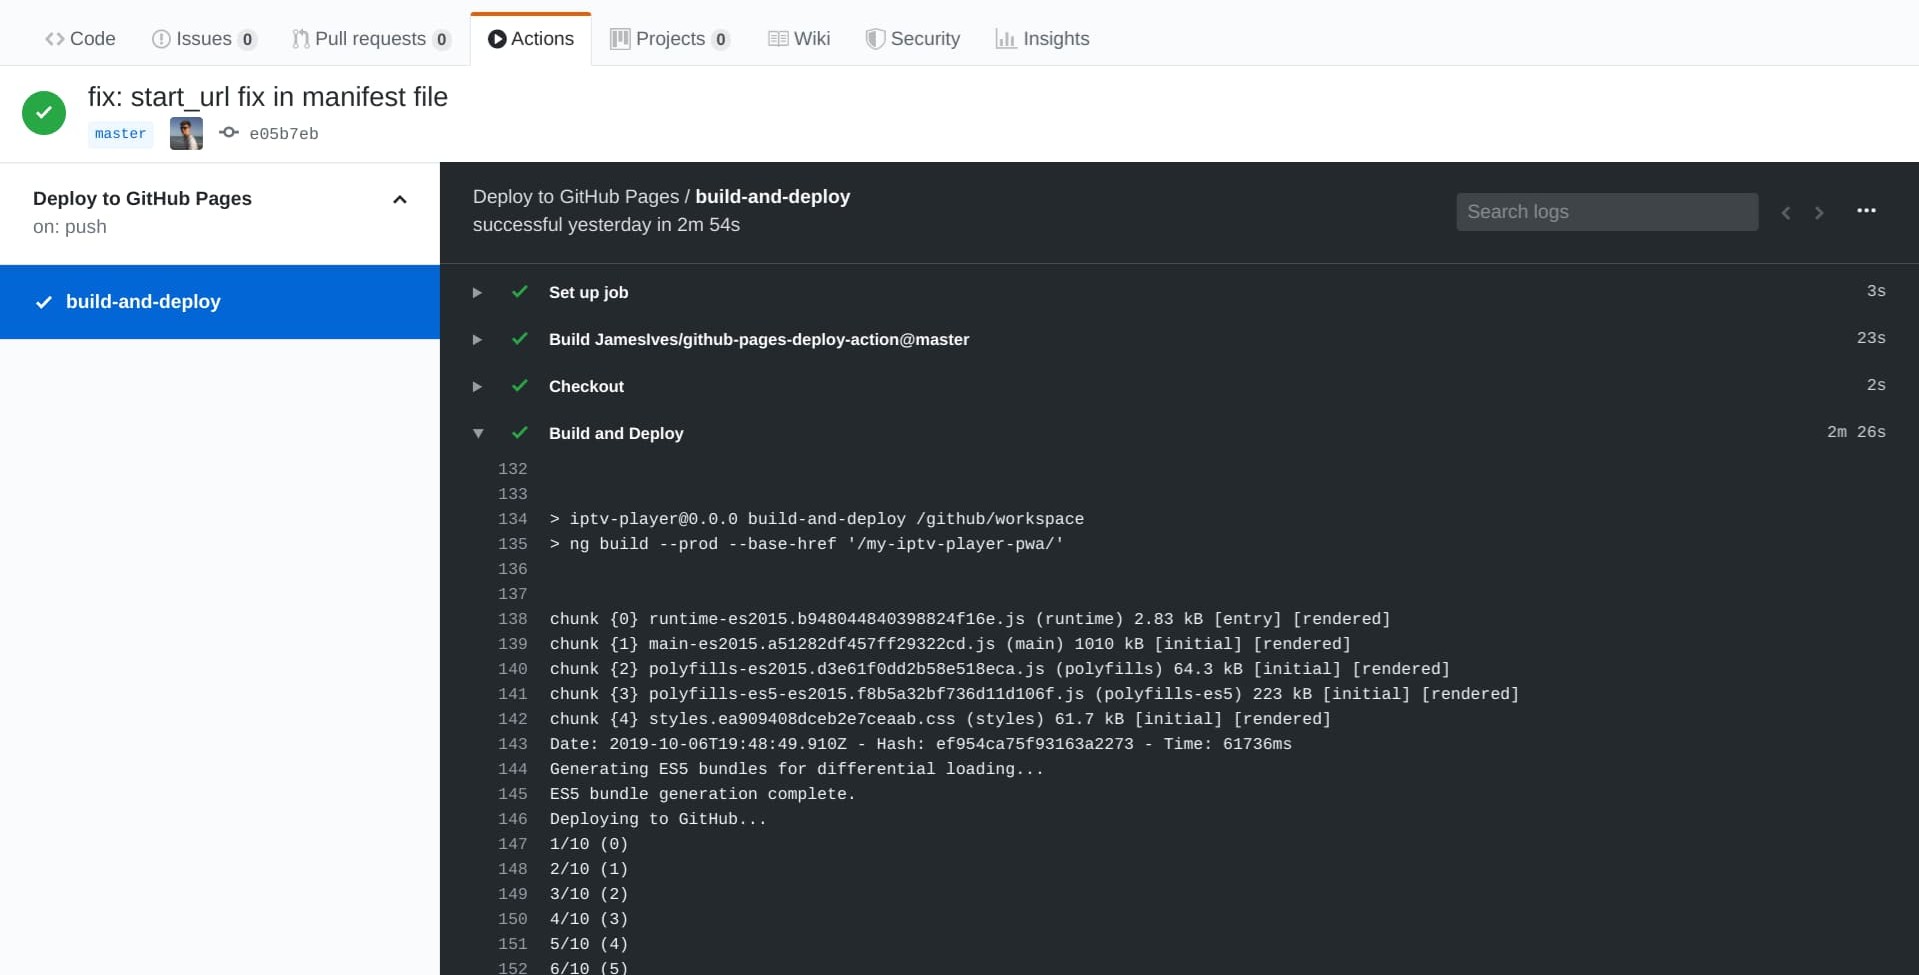 Code Issues 0 Pull requests 0 Actions Projects 0 Wiki Security Insights
fix: start_url fix in manifest file
master e05b7eb
Deploy to GitHub Pages
on: push
build-and-deploy
Deploy to GitHub Pages / build-and-deploy
successful yesterday in 2m 54s
Search logs
Set up job 3s
Build JamesIves/github-pages-deploy-action@master 23s
Checkout 2s
Build and Deploy 2m 26s
132
133
134 > iptv-player@0.0.0 build-and-deploy /github/workspace
135 > ng build --prod --base-href '/my-iptv-player-pwa/'
136
137
138 chunk {0} runtime-es2015.b948044840398824f16e.js (runtime) 2.83 kB [entry] [rendered]
139 chunk {1} main-es2015.a51282df457ff29322cd.js (main) 1010 kB [initial] [rendered]
140 chunk {2} polyfills-es2015.d3e61f0dd2b58e518eca.js (polyfills) 64.3 kB [initial] [rendered]
141 chunk {3} polyfills-es5-es2015.f8b5a32bf736d11d106f.js (polyfills-es5) 223 kB [initial] [rendered]
142 chunk {4} styles.ea909408dceb2e7ceaab.css (styles) 61.7 kB [initial] [rendered]
143 Date: 2019-10-06T19:48:49.910Z - Hash: ef954ca75f93163a2273 - Time: 61736ms
144 Generating ES5 bundles for differential loading...
145 ES5 bundle generation complete.
146 Deploying to GitHub...
147 1/10 (0)
148 2/10 (1)
149 3/10 (2)
150 4/10 (3)
151 5/10 (4)
152 6/10 (5)